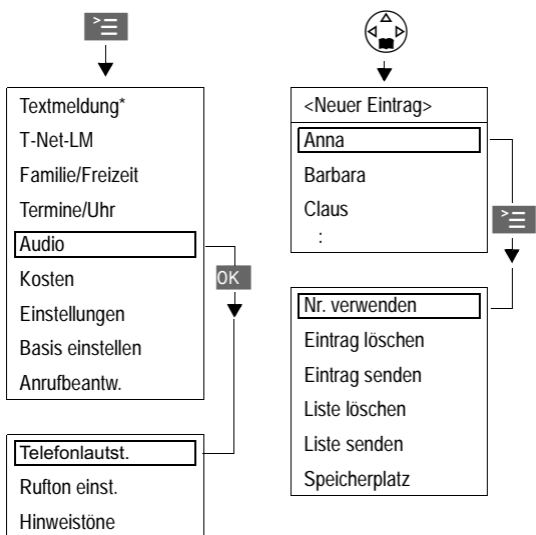 Textmeldung*
T-Net-LM
Familie/Freizeit
Termine/Uhr
Audio
Kosten
Einstellungen
Basis einstellen
Anrufbeantw.
OK
Telefonlautst.
Rufton einst.
Hinweistöne
<Neuer Eintrag>
Anna
Barbara
Claus
:
Nr. verwenden
Eintrag löschen
Eintrag senden
Liste löschen
Liste senden
Speicherplatz